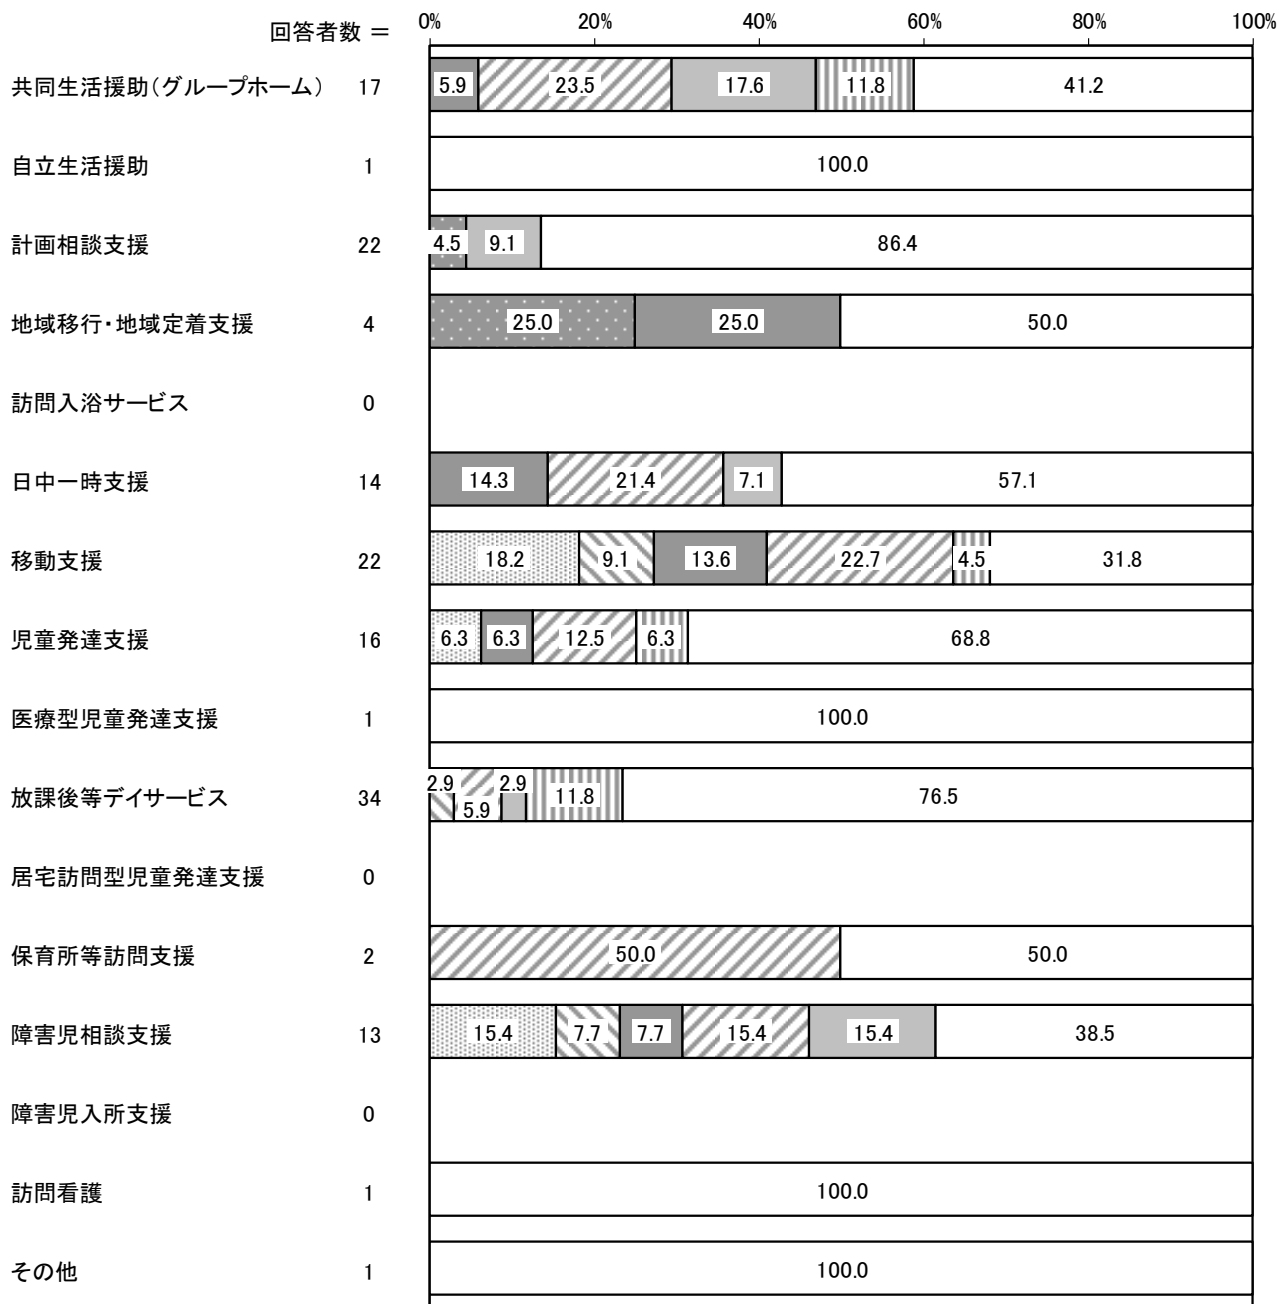 回答者数 ＝
0% 20% 40% 60% 80% 100%
共同生活援助（グループホーム） 17 5.9 23.5 17.6 11.8 41.2
自立生活援助 1 100.0
計画相談支援 22 4.5 9.1 86.4
地域移行・地域定着支援 4 25.0 25.0 50.0
訪問入浴サービス 0
日中一時支援 14 14.3 21.4 7.1 57.1
移動支援 22 18.2 9.1 13.6 22.7 4.5 31.8
児童発達支援 16 6.3 6.3 12.5 6.3 68.8
医療型児童発達支援 1 100.0
放課後等デイサービス 34 2.9 5.9 2.9 11.8 76.5
居宅訪問型児童発達支援 0
保育所等訪問支援 2 50.0 50.0
障害児相談支援 13 15.4 7.7 7.7 15.4 15.4 38.5
障害児入所支援 0
訪問看護 1 100.0
その他 1 100.0